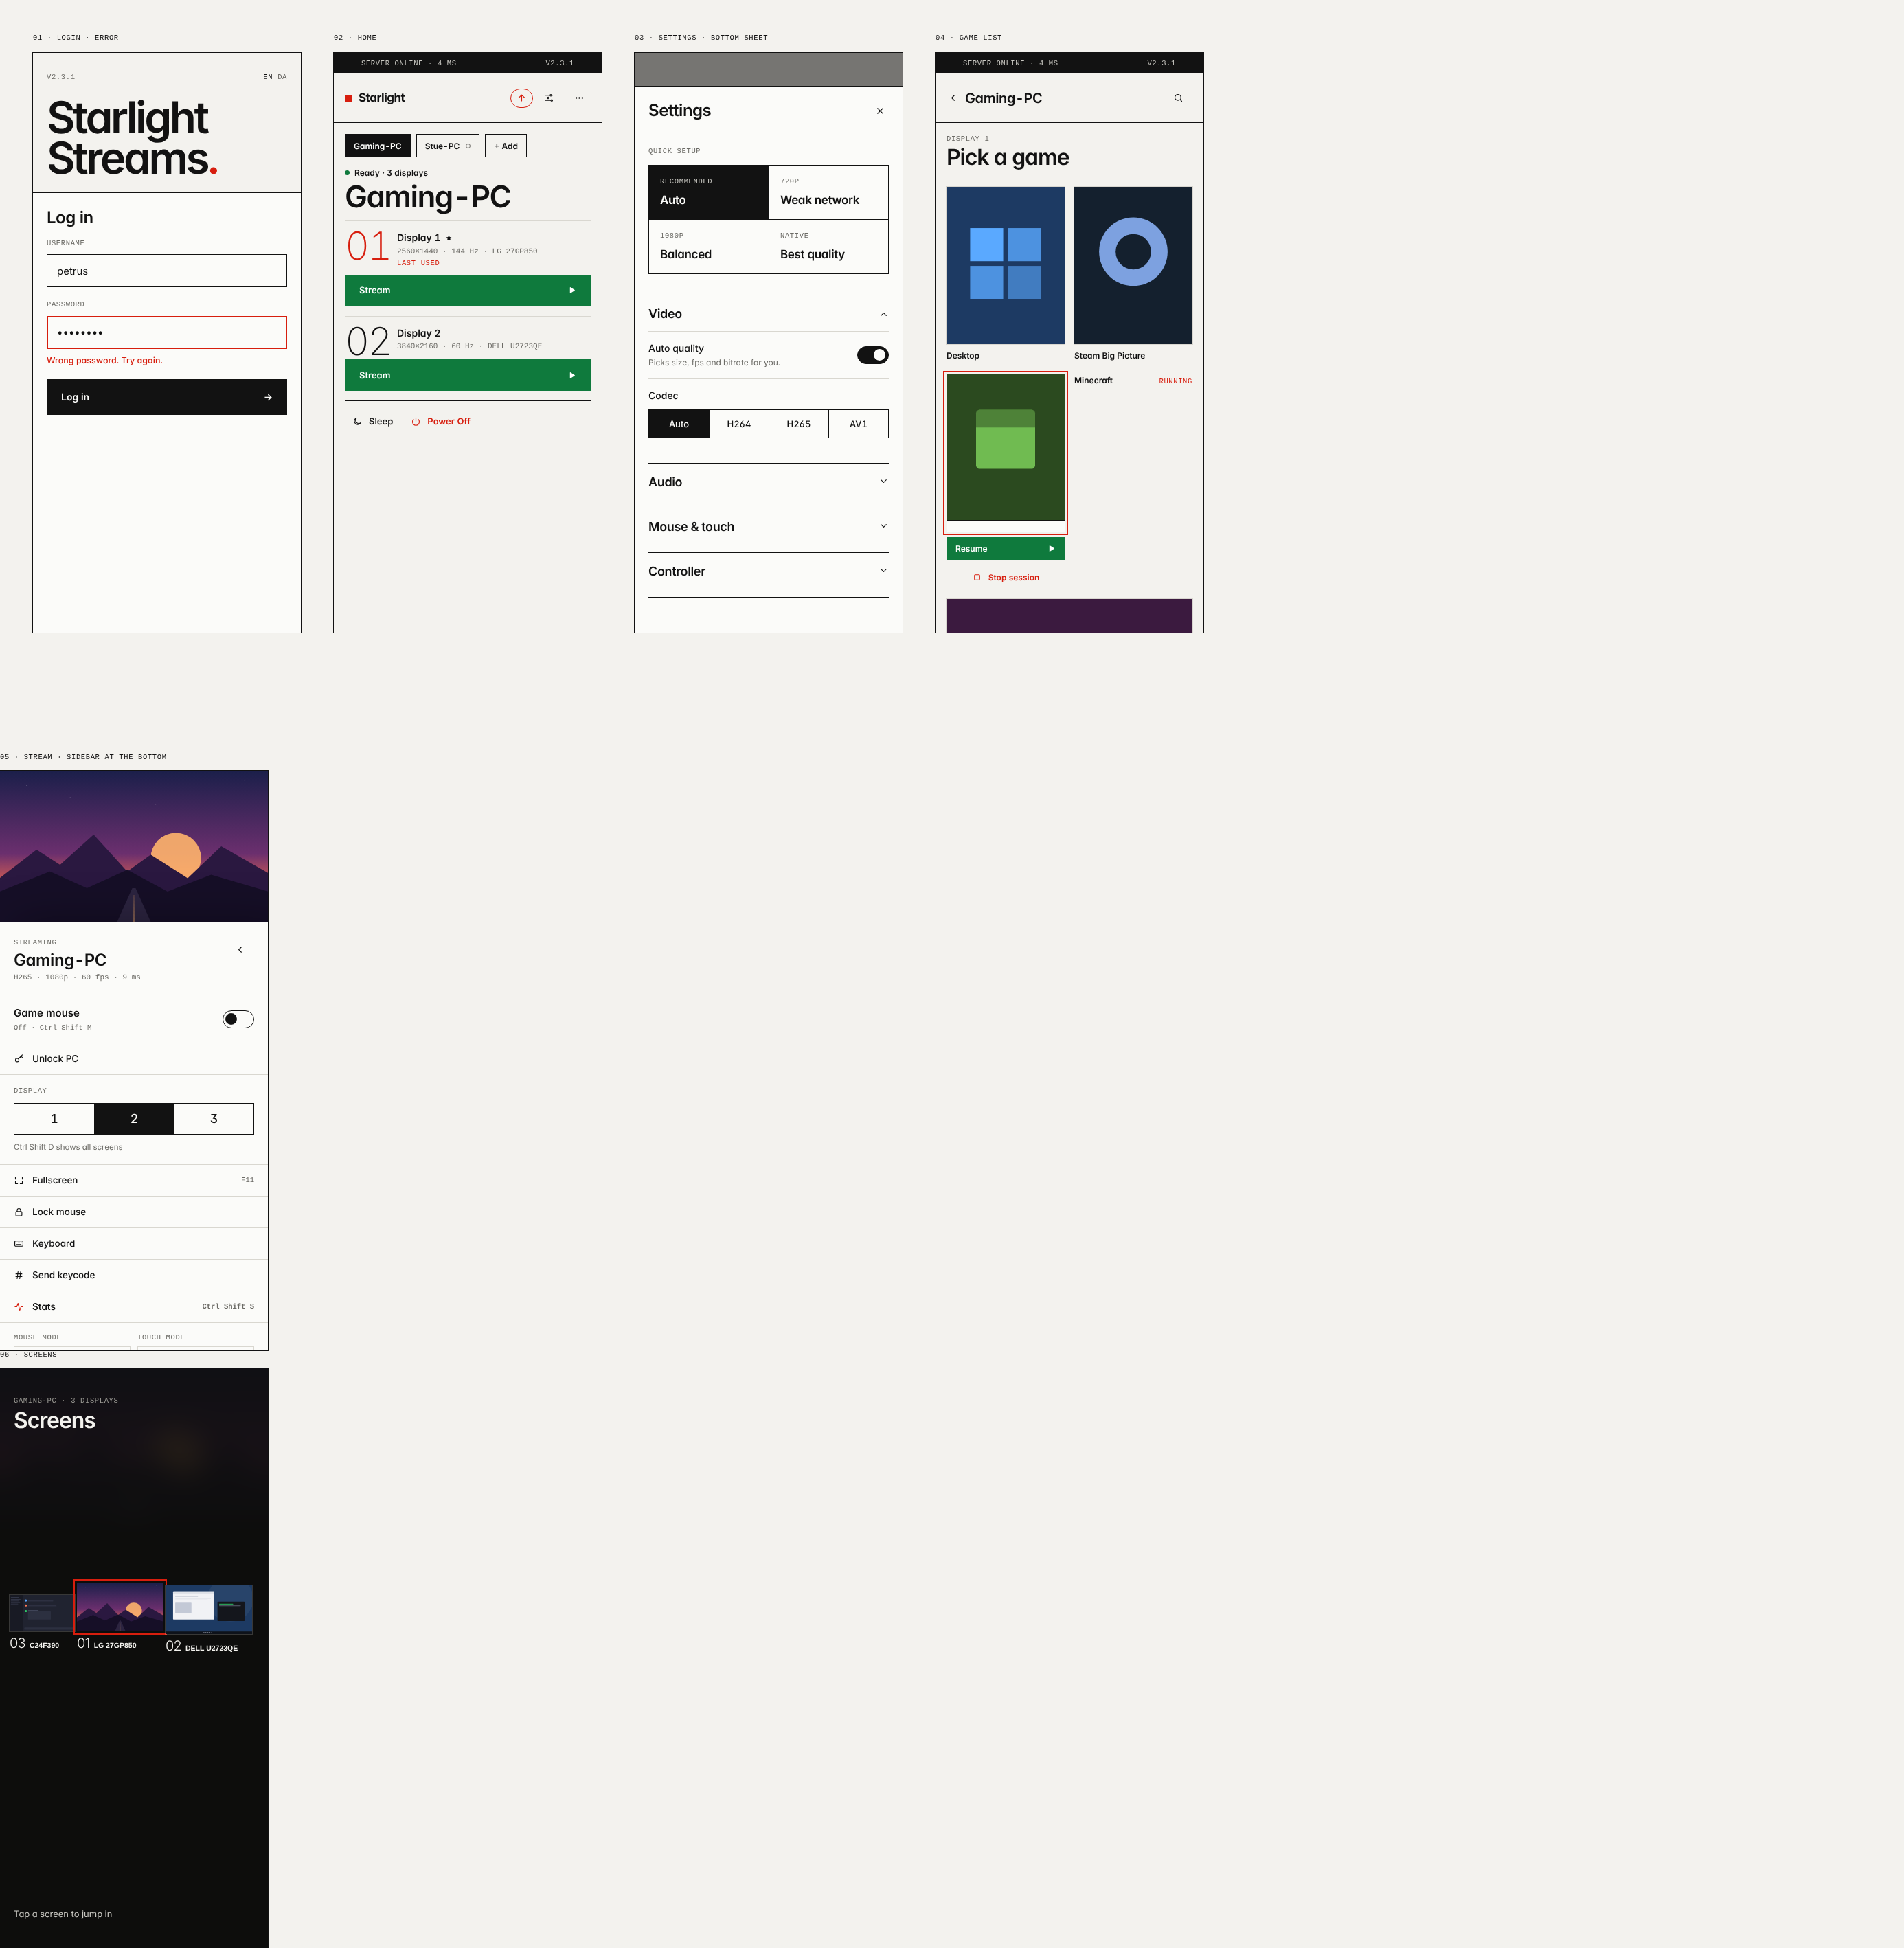 01 · LOGIN · ERROR
V2.3.1
EN DA
Starlight
Streams.
Log in
USERNAME
petrus
PASSWORD
••••••••
Wrong password. Try again.
Log in
02 · HOME
SERVER ONLINE · 4 MS
V2.3.1
Starlight
Gaming-PC
Stue-PC
+ Add
Ready · 3 displays
Gaming-PC
01
Display 1
2560×1440 · 144 Hz · LG 27GP850
LAST USED
Stream
02
Display 2
3840×2160 · 60 Hz · DELL U2723QE
Stream
Sleep
Power Off
03 · SETTINGS · BOTTOM SHEET
Settings
QUICK SETUP
RECOMMENDED
Auto
720P
Weak network
1080P
Balanced
NATIVE
Best quality
Video
Auto quality
Picks size, fps and bitrate for you.
Codec
Auto
H264
H265
AV1
Audio
Mouse & touch
Controller
04 · GAME LIST
SERVER ONLINE · 4 MS
V2.3.1
Gaming-PC
DISPLAY 1
Pick a game
Desktop
Steam Big Picture
Minecraft
RUNNING
Resume
Stop session
05 · STREAM · SIDEBAR AT THE BOTTOM
STREAMING
Gaming-PC
H265 · 1080p · 60 fps · 9 ms
Game mouse
Off · Ctrl Shift M
Unlock PC
DISPLAY
1
2
3
Ctrl Shift D shows all screens
Fullscreen
F11
Lock mouse
Keyboard
Send keycode
Stats
Ctrl Shift S
MOUSE MODE
TOUCH MODE
06 · SCREENS
GAMING-PC · 3 DISPLAYS
Screens
03 C24F390
01 LG 27GP850
02 DELL U2723QE
Tap a screen to jump in